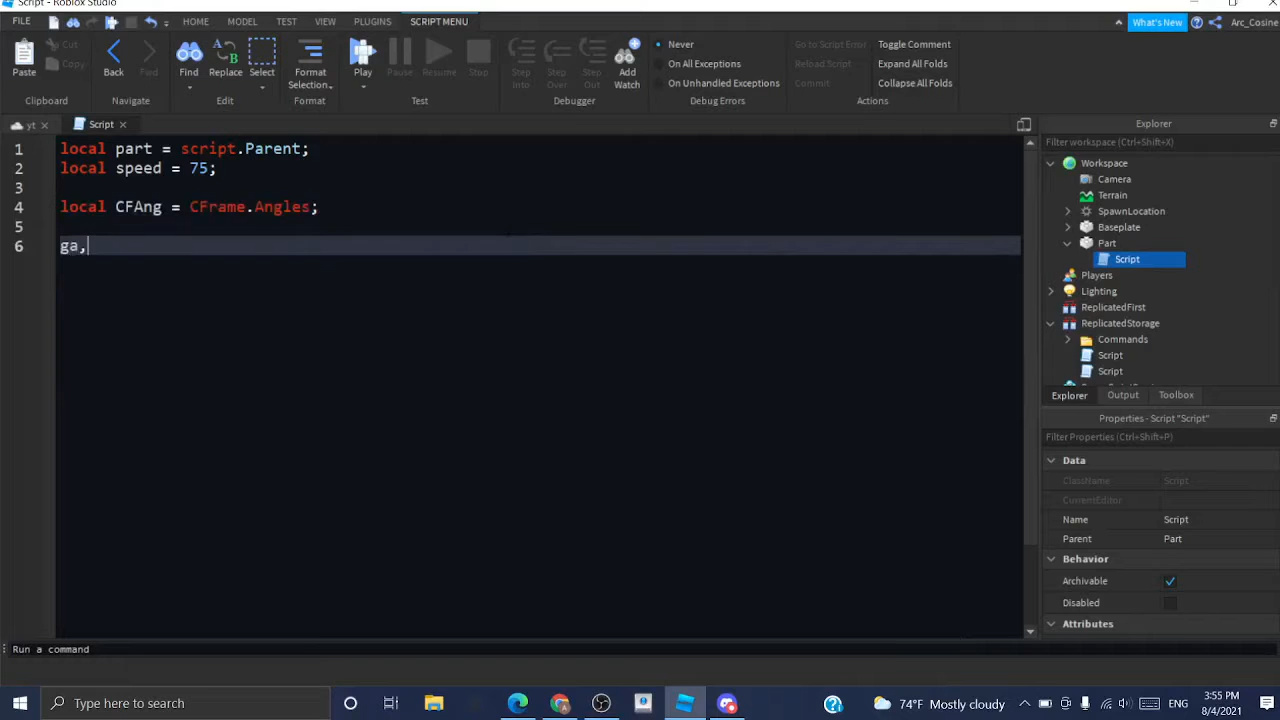 Script - Roblox Studio
FILE HOME MODEL TEST VIEW PLUGINS SCRIPT MENU What's New Arc_Cosine
Paste Cut Copy Back Find Find Replace Select Format Selection Play Pause Resume Stop Step Into Step Over Step Out Add Watch Never On All Exceptions On Unhandled Exceptions Go to Script Error Reload Script Commit Toggle Comment Expand All Folds Collapse All Folds
Clipboard Navigate Edit Format Test Debugger Debug Errors Actions
yt Script
1 local part = script.Parent;
2 local speed = 75;
3
4 local CFAng = CFrame.Angles;
5
6 ga,
Explorer
Filter workspace (Ctrl+Shift+X)
Workspace
Camera
Terrain
SpawnLocation
Baseplate
Part
Script
Players
Lighting
ReplicatedFirst
ReplicatedStorage
Commands
Script
Script
Explorer Output Toolbox
Properties - Script "Script"
Filter Properties (Ctrl+Shift+P)
Data
ClassName Script
CurrentEditor
Name Script
Parent Part
Behavior
Archivable
Disabled
Attributes
Run a command
Type here to search 74°F Mostly cloudy ENG 3:55 PM 8/4/2021